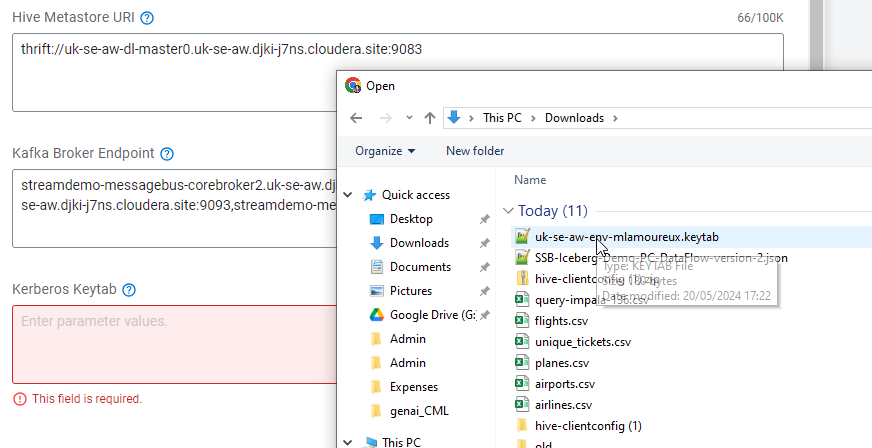 Hive Metastore URI
66/100K
thrift://uk-se-aw-dl-master0.uk-se-aw.djki-j7ns.cloudera.site:9083
Open
This PC > Downloads >
Organize
New folder
Kafka Broker Endpoint
streamdemo-messagebus-corebroker2.uk-se-aw.dj
se-aw.djki-j7ns.cloudera.site:9093,streamdemo-me
Kerberos Keytab
Enter parameter values.
This field is required.
Quick access
Desktop
Downloads
Documents
Pictures
Google Drive (G:
Admin
Admin
Expenses
genai_CML
This PC
Name
Today (11)
uk-se-aw-env-mlamoureux.keytab
SSB-Iceberg-Demo-PC-DataFlow-version-2.json
Type: KEYTAB File
hive-clientconfig (1).zip
Size: 180 bytes
query-impala-136.csv
Date modified: 20/05/2024 17:22
flights.csv
unique_tickets.csv
planes.csv
airports.csv
airlines.csv
hive-clientconfig (1)
old